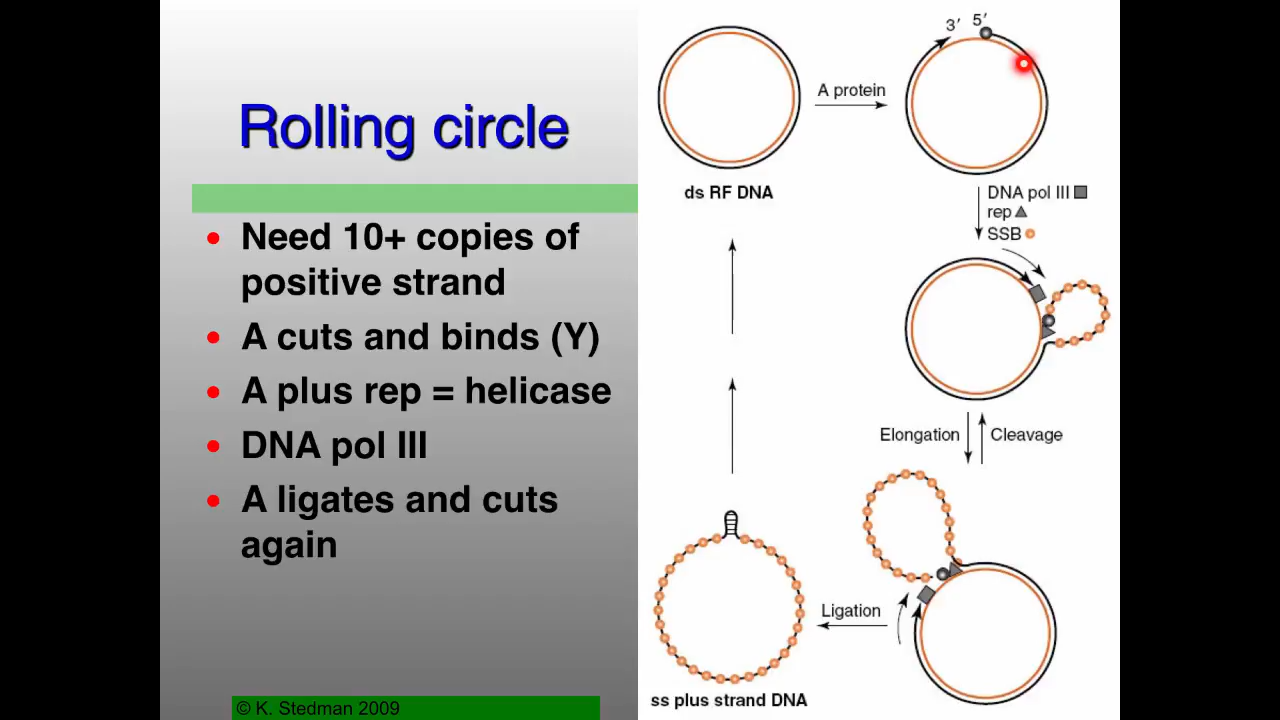 Rolling circle
Need 10+ copies of
positive strand
A cuts and binds (Y)
A plus rep = helicase
DNA pol III
A ligates and cuts
again
© K. Stedman 2009
3′ 5′
A protein
ds RF DNA
DNA pol III
rep
SSB
Elongation
Cleavage
Ligation
ss plus strand DNA